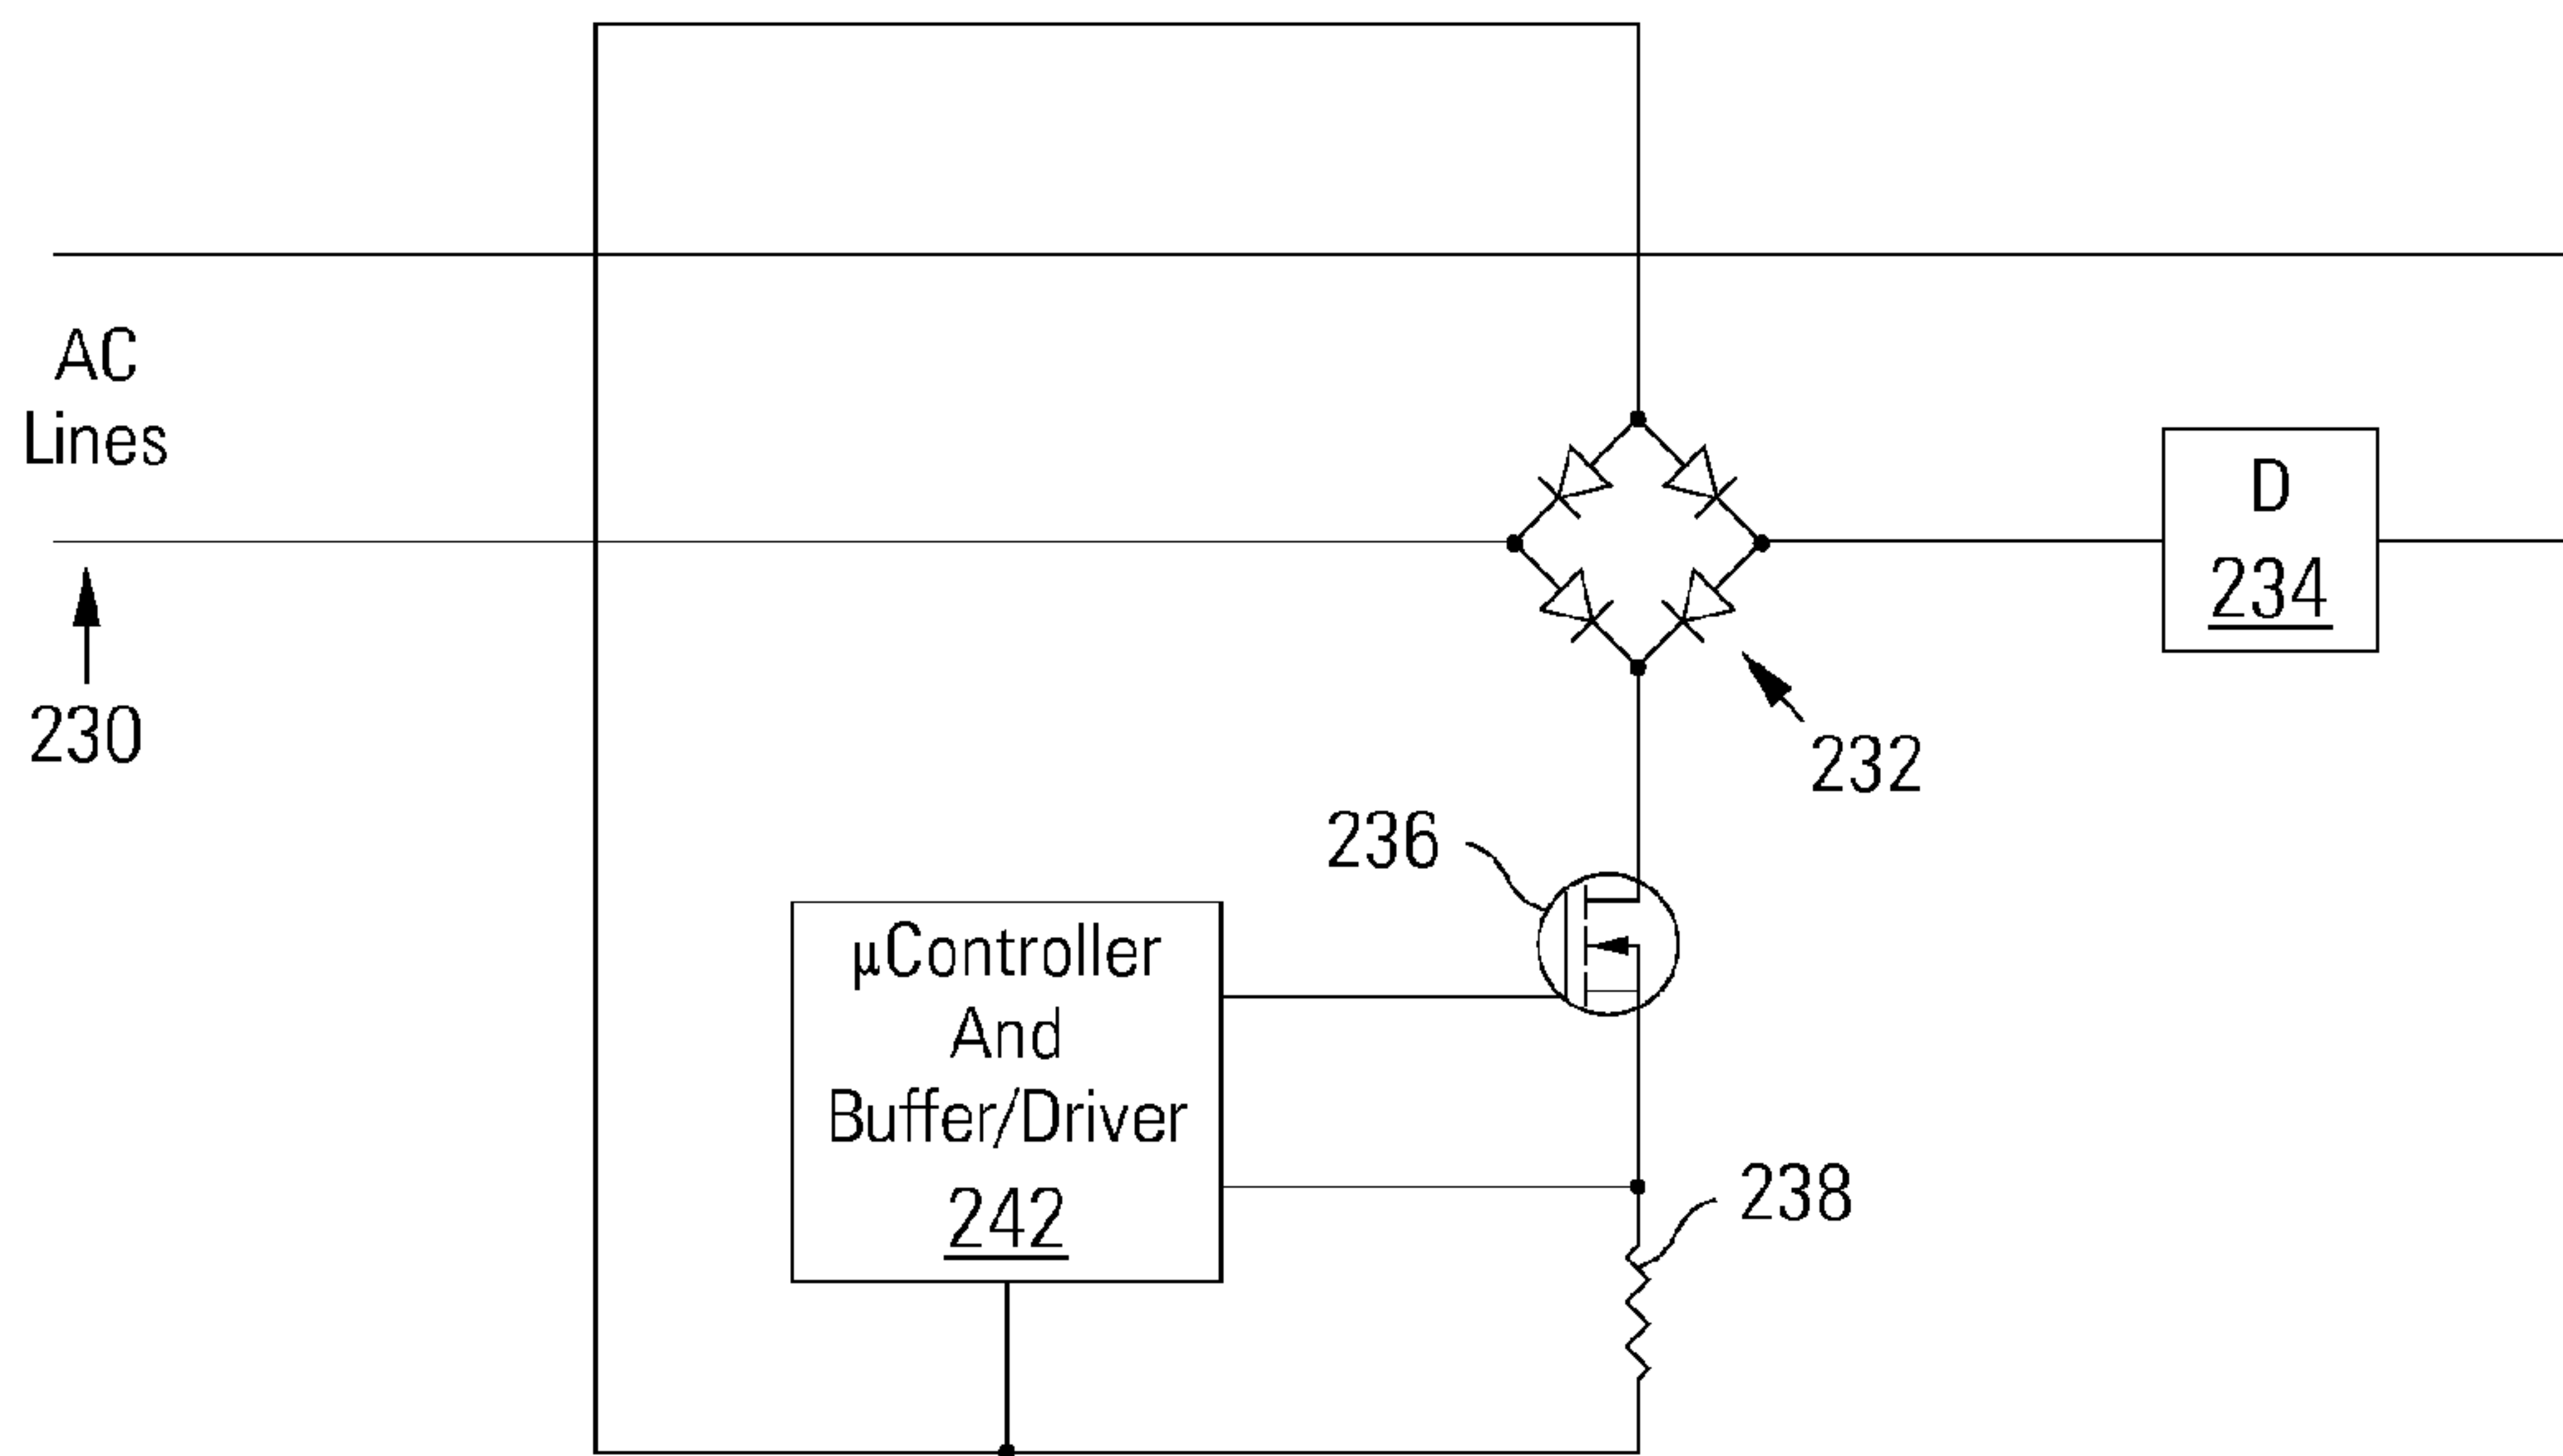 AC
Lines
230
D
234
232
236
µController
And
Buffer/Driver
242
238